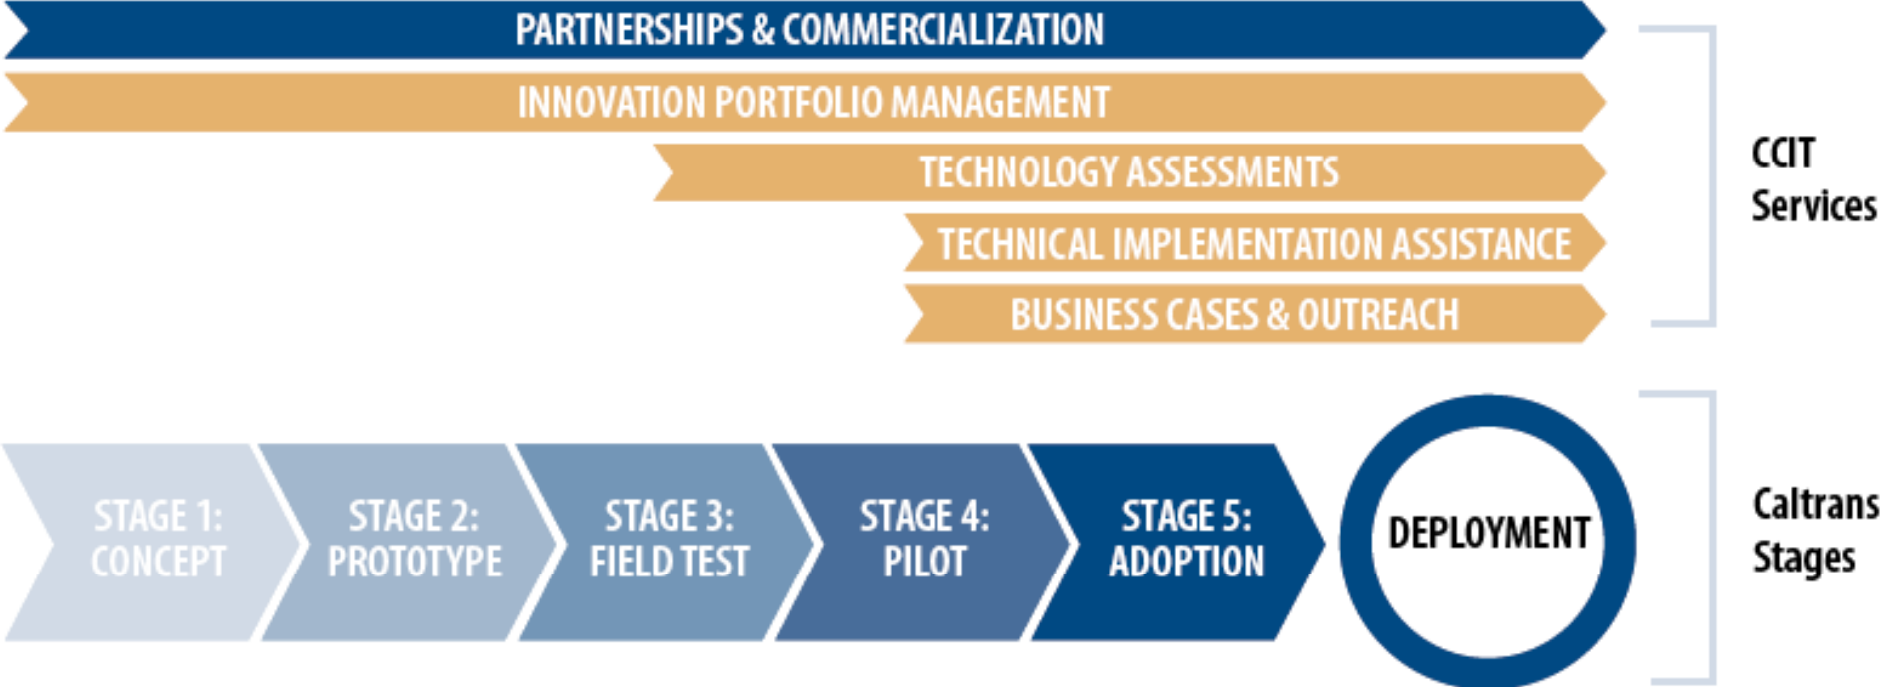 PARTNERSHIPS & COMMERCIALIZATION
INNOVATION PORTFOLIO MANAGEMENT
TECHNOLOGY ASSESSMENTS
TECHNICAL IMPLEMENTATION ASSISTANCE
BUSINESS CASES & OUTREACH
CCIT
Services
STAGE 1:
CONCEPT
STAGE 2:
PROTOTYPE
STAGE 3:
FIELD TEST
STAGE 4:
PILOT
STAGE 5:
ADOPTION
DEPLOYMENT
Caltrans
Stages